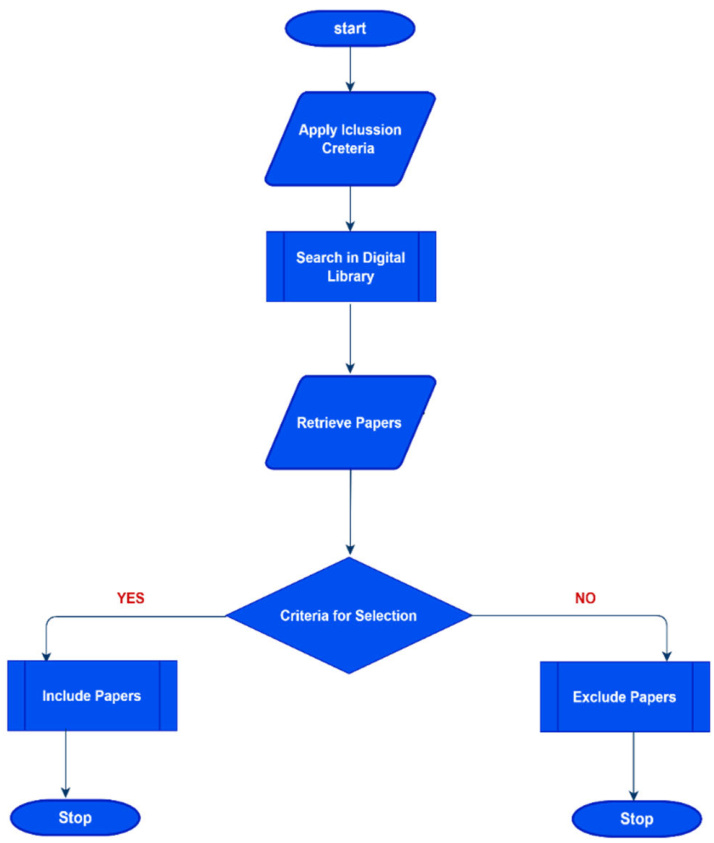 start
Apply Iclussion
Creteria
Search in Digital
Library
Retrieve Papers
Criteria for Selection
YES
NO
Include Papers
Exclude Papers
Stop
Stop